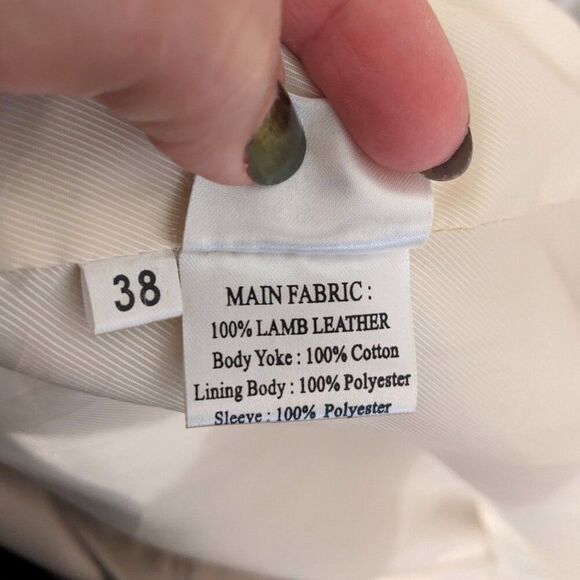 38
MAIN FABRIC :
100% LAMB LEATHER
Body Yoke : 100% Cotton
Lining Body : 100% Polyester
Sleeve : 100% Polyester